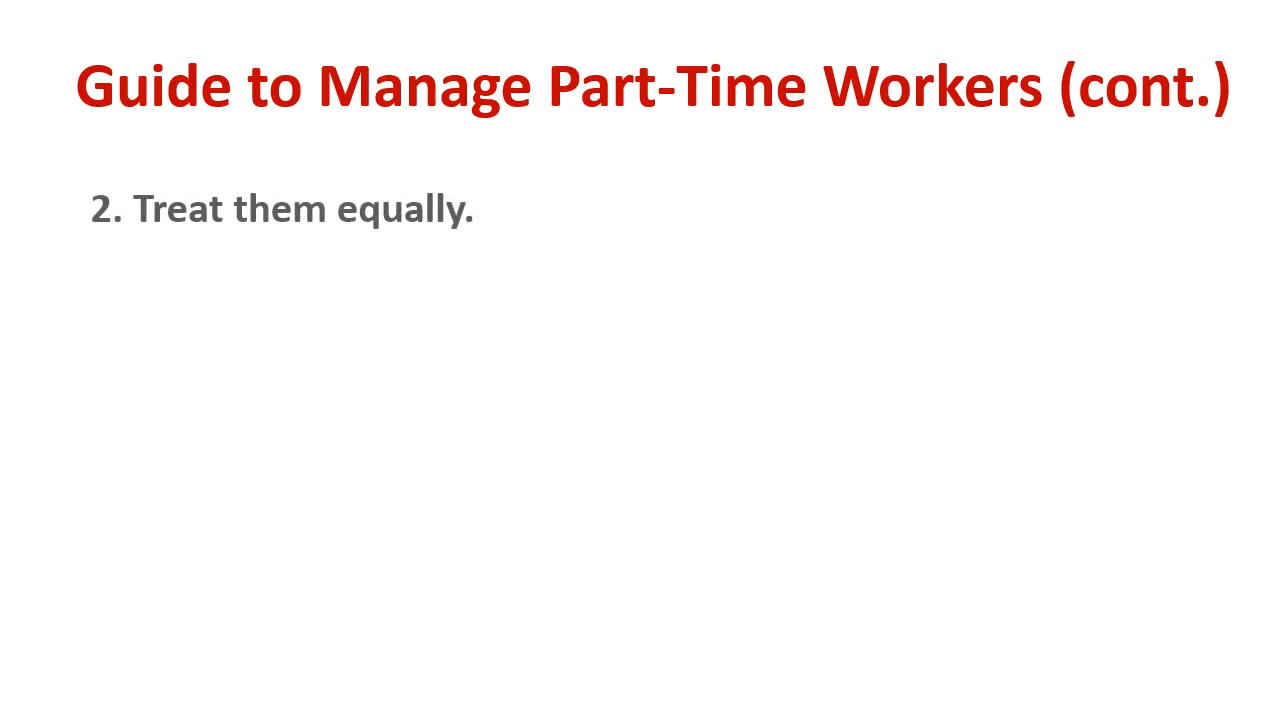 Guide to Manage Part-Time Workers (cont.)
2. Treat them equally.